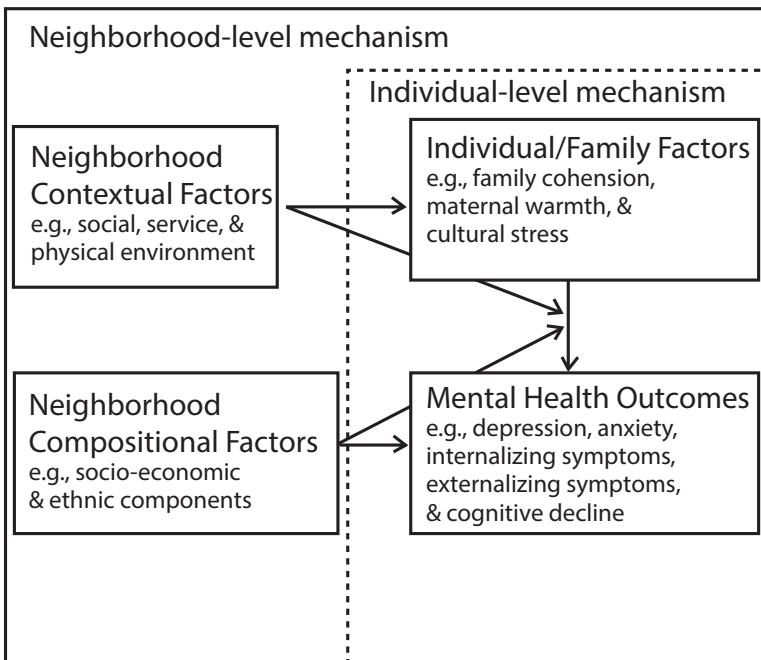 Neighborhood-level mechanism
Individual-level mechanism
Neighborhood
Contextual Factors
e.g., social, service, &
physical environment
Individual/Family Factors
e.g., family cohension,
maternal warmth, &
cultural stress
Neighborhood
Compositional Factors
e.g., socio-economic
& ethnic components
Mental Health Outcomes
e.g., depression, anxiety,
internalizing symptoms,
externalizing symptoms,
& cognitive decline